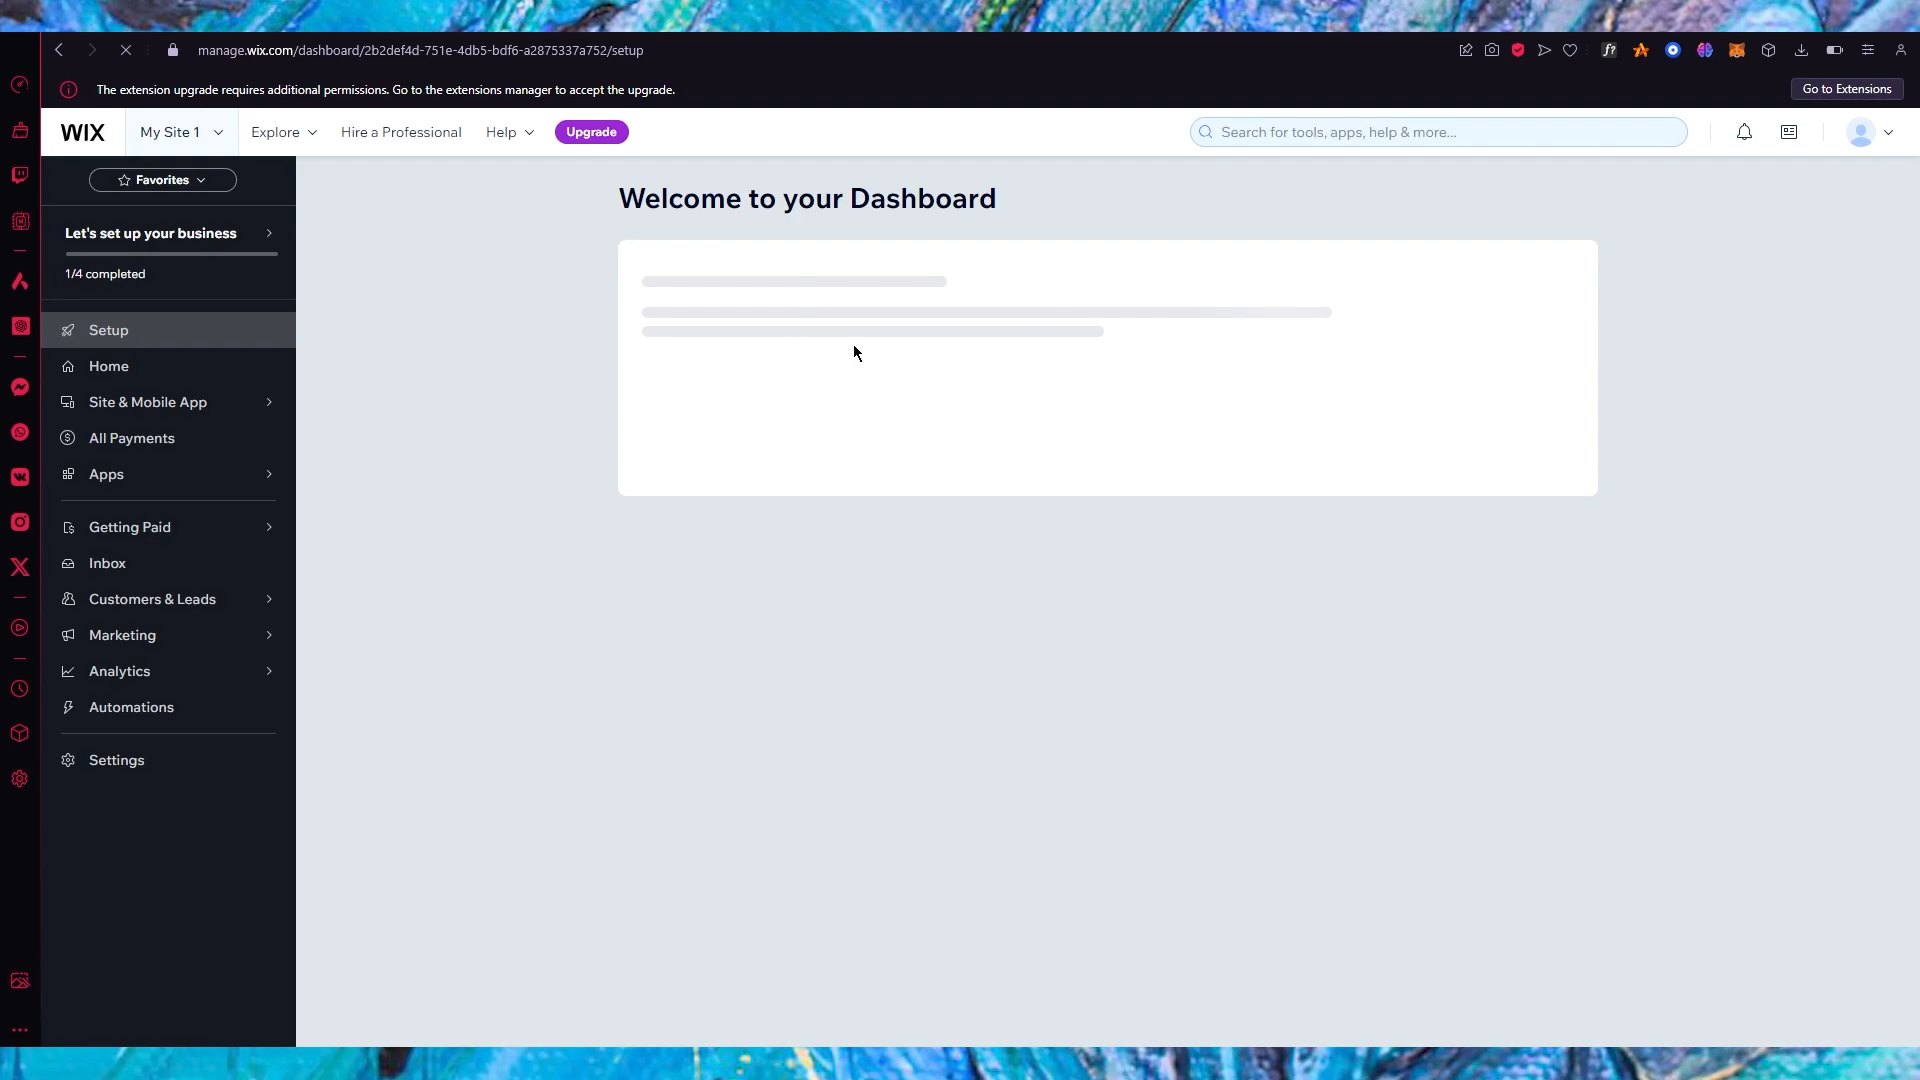 manage.wix.com/dashboard/2b2def4d-751e-4db5-bdf6-a2875337a752/setup
The extension upgrade requires additional permissions. Go to the extensions manager to accept the upgrade.
Go to Extensions
WIX
My Site 1
Explore
Hire a Professional
Help
Upgrade
Search for tools, apps, help & more...
Favorites
Let's set up your business
1/4 completed
Setup
Home
Site & Mobile App
All Payments
Apps
Getting Paid
Inbox
Customers & Leads
Marketing
Analytics
Automations
Settings
Welcome to your Dashboard